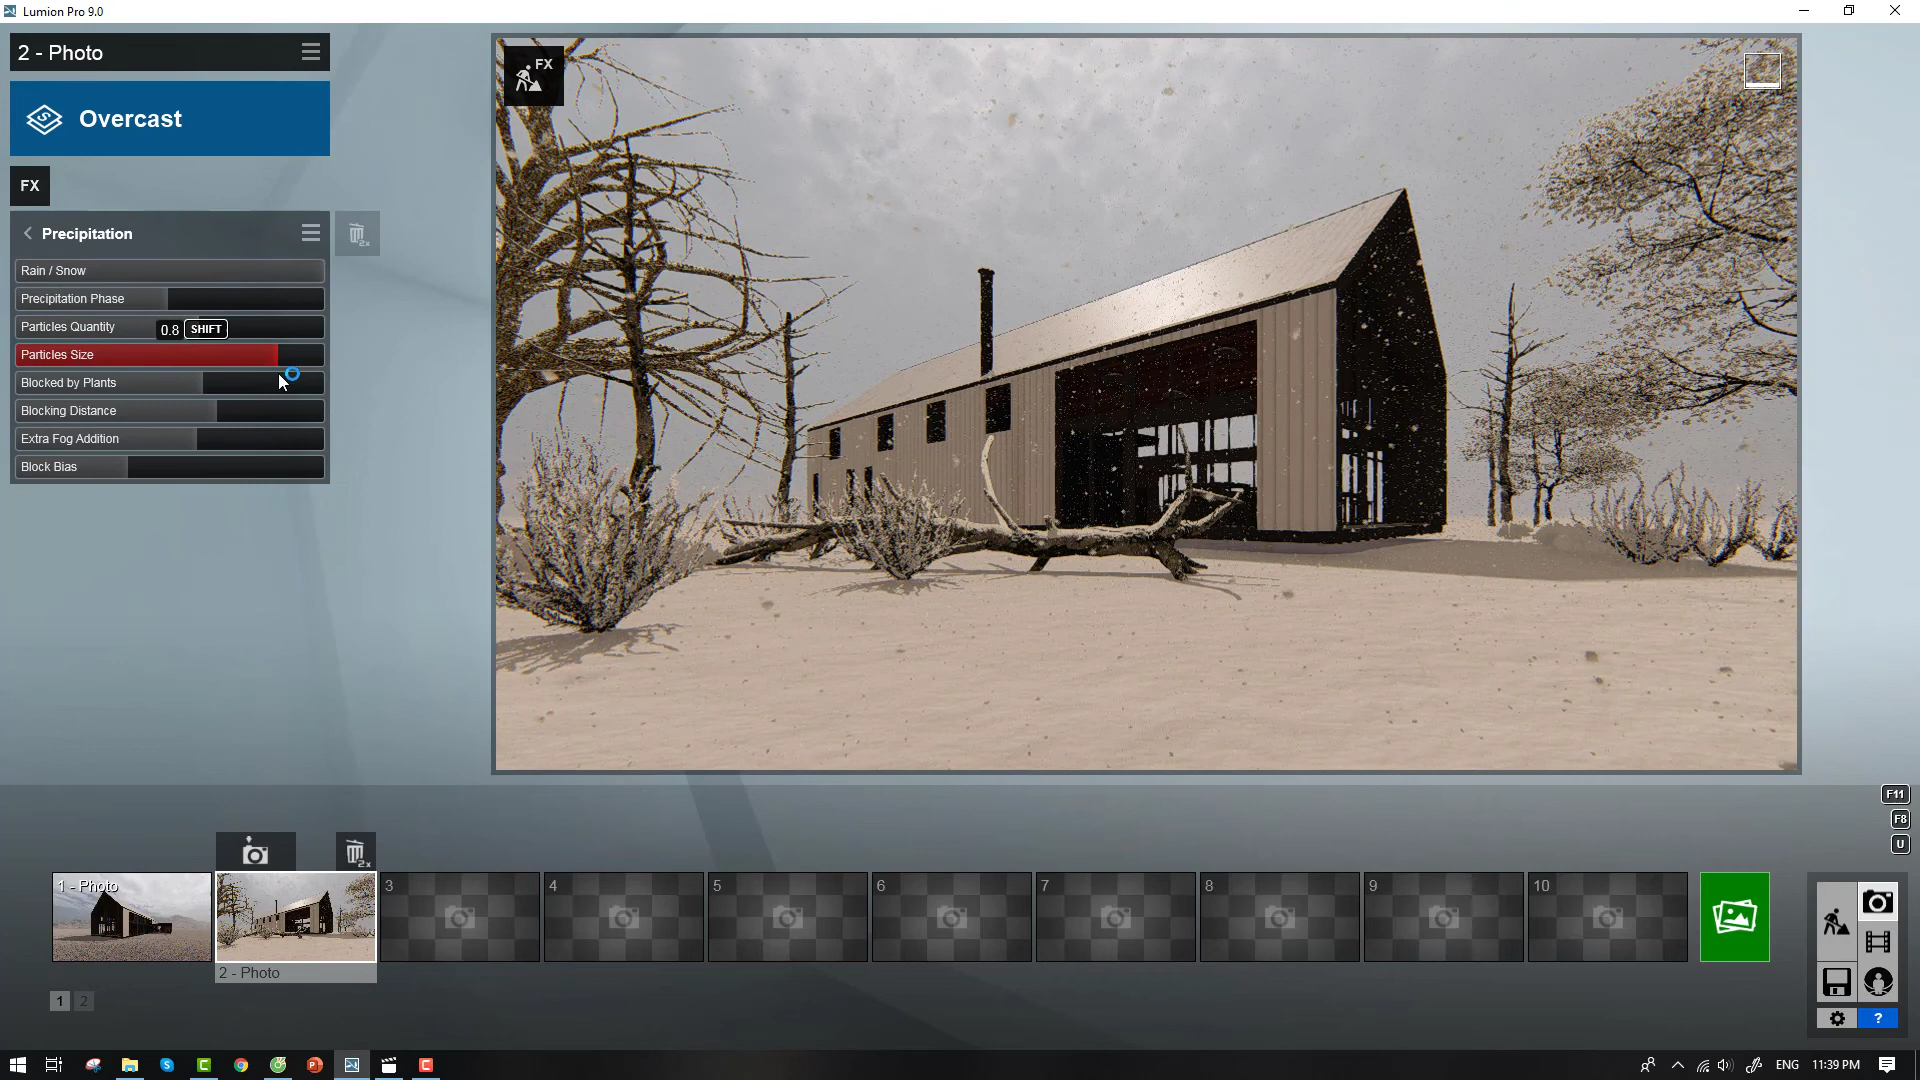 Lumion Pro 9.0
2 - Photo
Overcast
FX
FX
Precipitation
Rain / Snow
Precipitation Phase
Particles Quantity
0.8 SHIFT
Particles Size
Blocked by Plants
Blocking Distance
Extra Fog Addition
Block Bias
F11
F8
U
1 - Photo
3
4
5
6
7
8
9
10
2 - Photo
1 2
?
ENG 11:39 PM